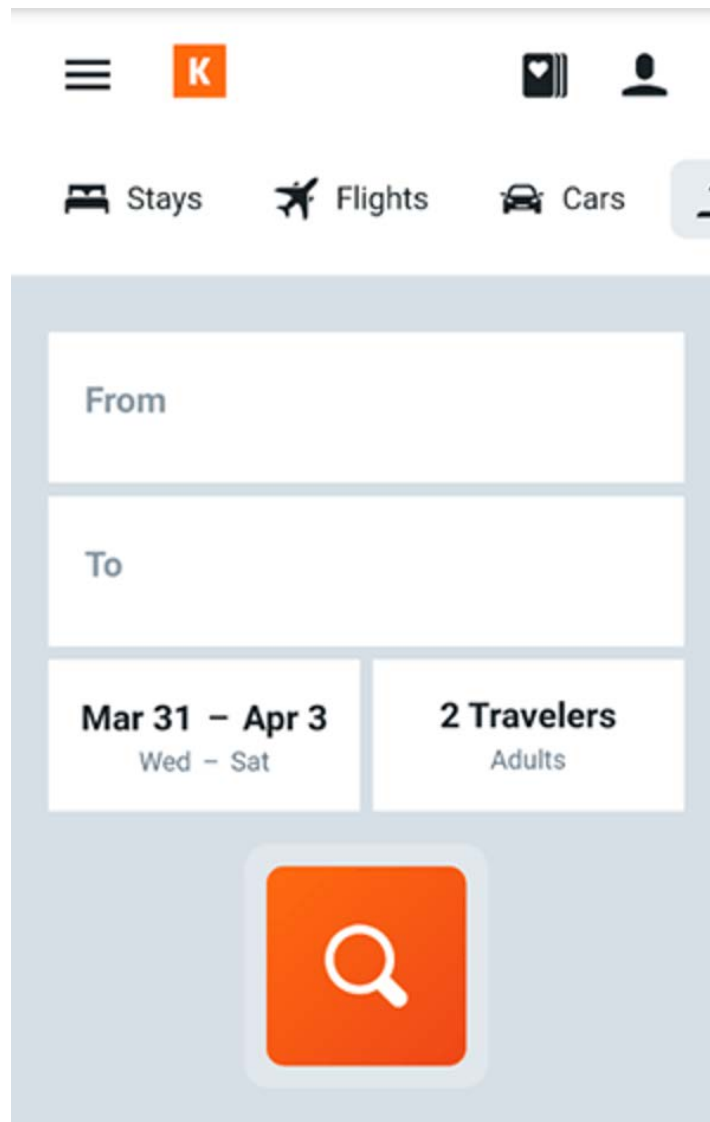 K
Stays Flights Cars
From
To
Mar 31 – Apr 3
Wed – Sat
2 Travelers
Adults